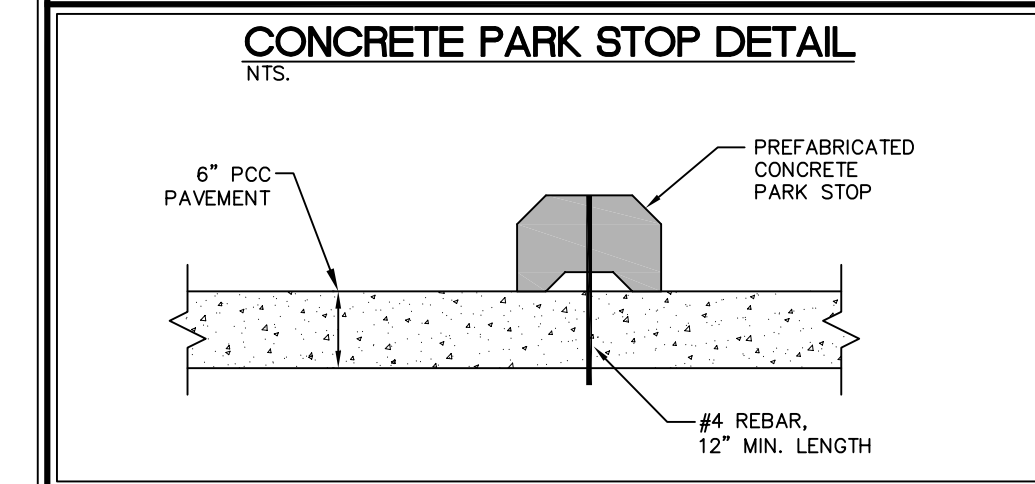 CONCRETE PARK STOP DETAIL
NTS.
6” PCC
PAVEMENT
PREFABRICATED
CONCRETE
PARK STOP
#4 REBAR,
12” MIN. LENGTH